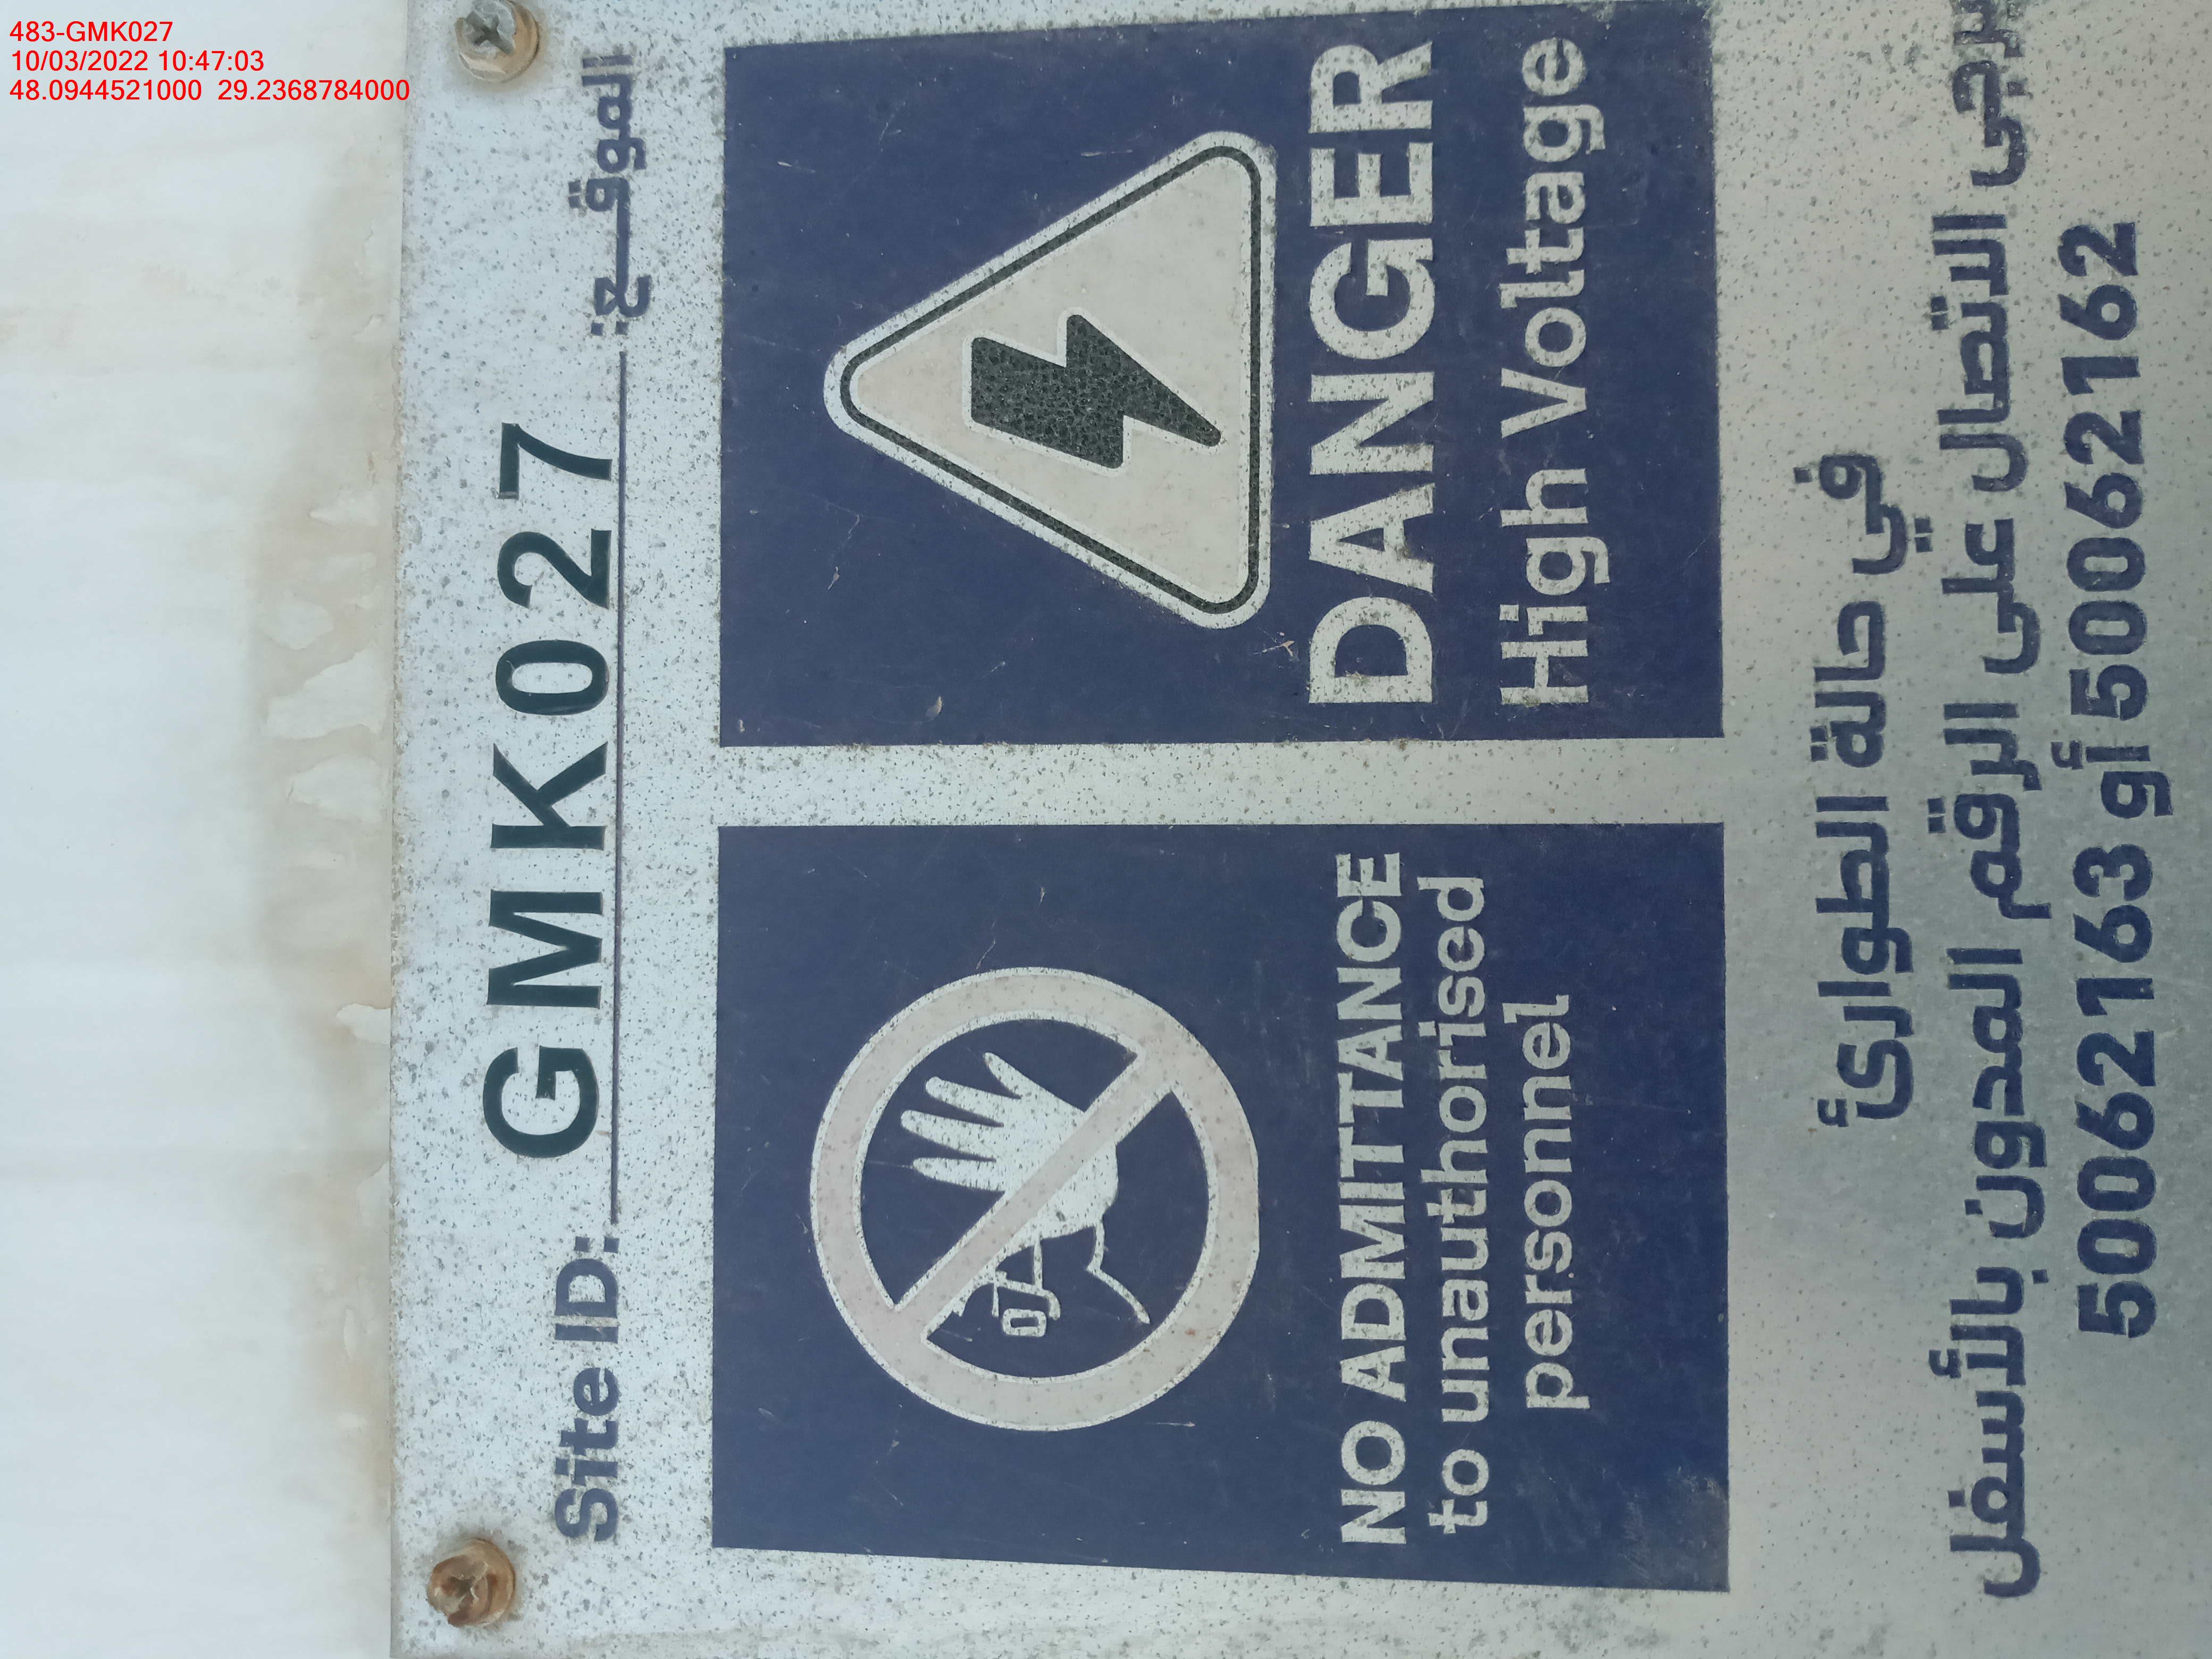 483-GMK027
10/03/2022 10:47:03
48.0944521000 29.2368784000
Site ID: GMK027 الموقع:
NO ADMITTANCE
to unauthorised
personnel
DANGER
High Voltage
في حالة الطوارئ
يرجى الاتصال على الرقم المدون بالأسفل
50062163 أو 50062162